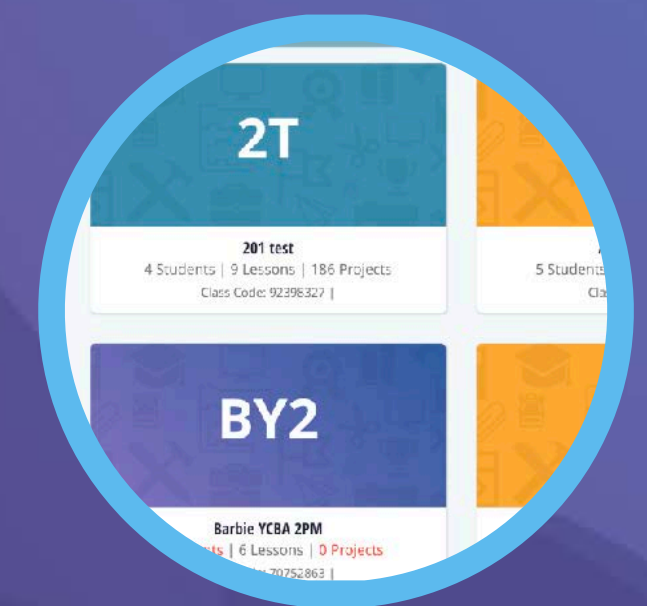 2T
201 test
4 Students | 9 Lessons | 186 Projects
Class Code: 92398327 |
5 Students
BY2
Barbie YCBA 2PM
| 6 Lessons | 0 Projects
70752863 |